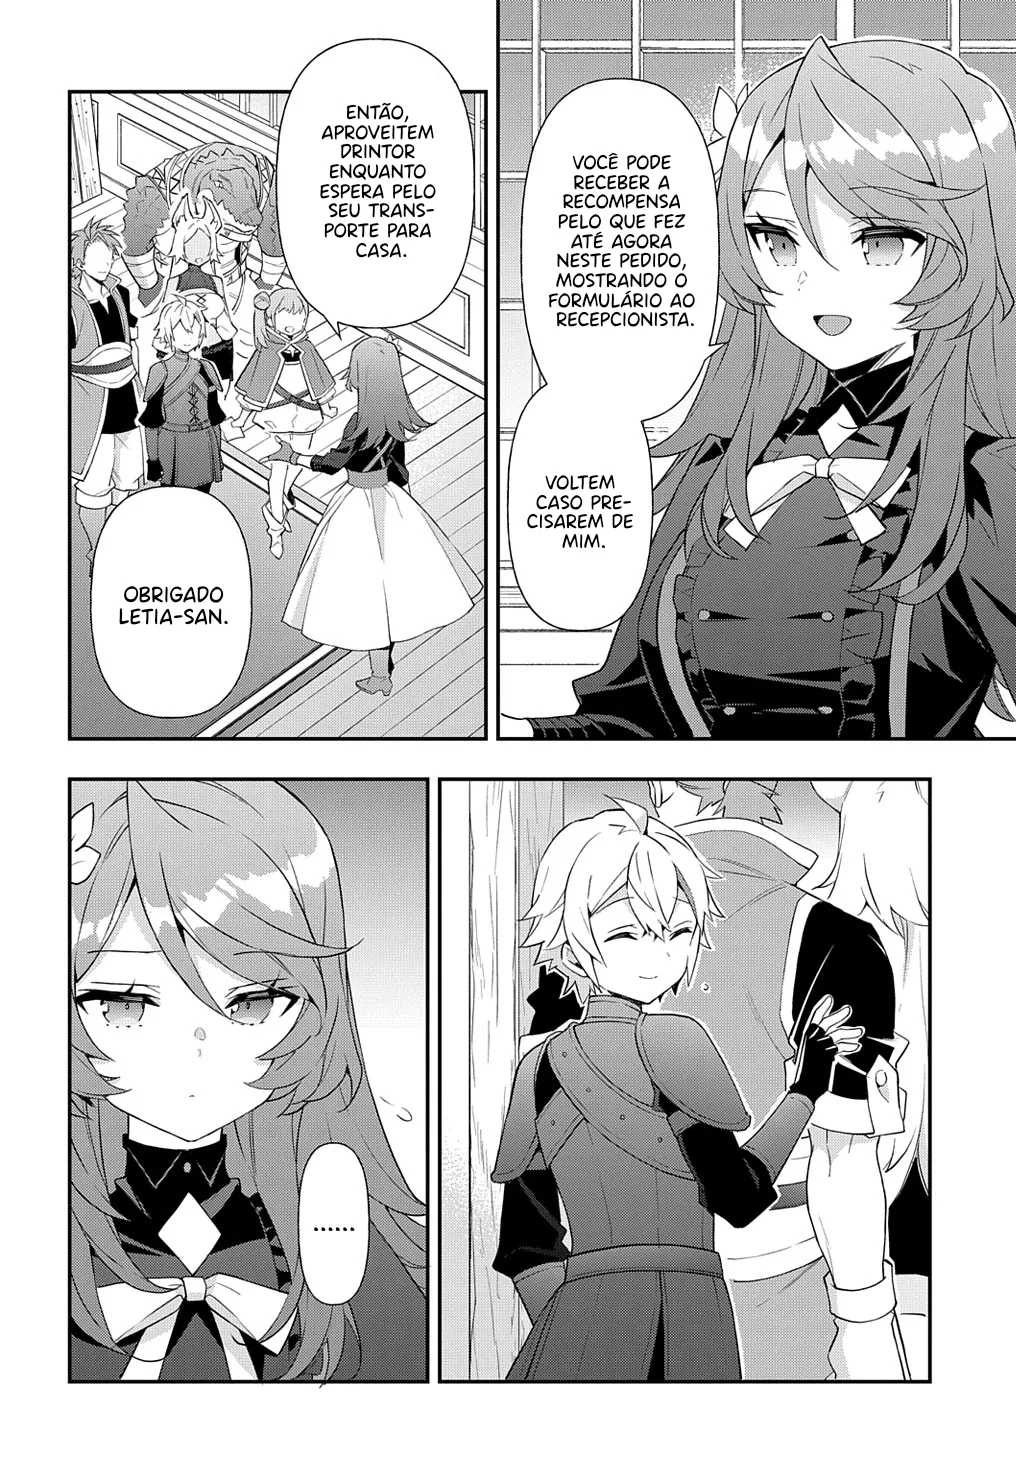 VOCÊ PODE
RECEBER A
RECOMPENSA
PELO QUE FEZ
ATÉ AGORA
NESTE PEDIDO,
MOSTRANDO O
FORMULÁRIO AO
RECEPCIONISTA.
VOLTEM
CASO PRE-
CISAREM DE
MIM.
ENTÃO,
APROVEITEM
DRINTOR
ENQUANTO
ESPERA PELO
SEU TRANS-
PORTE PARA
CASA.
OBRIGADO
LETIA-SAN.
......